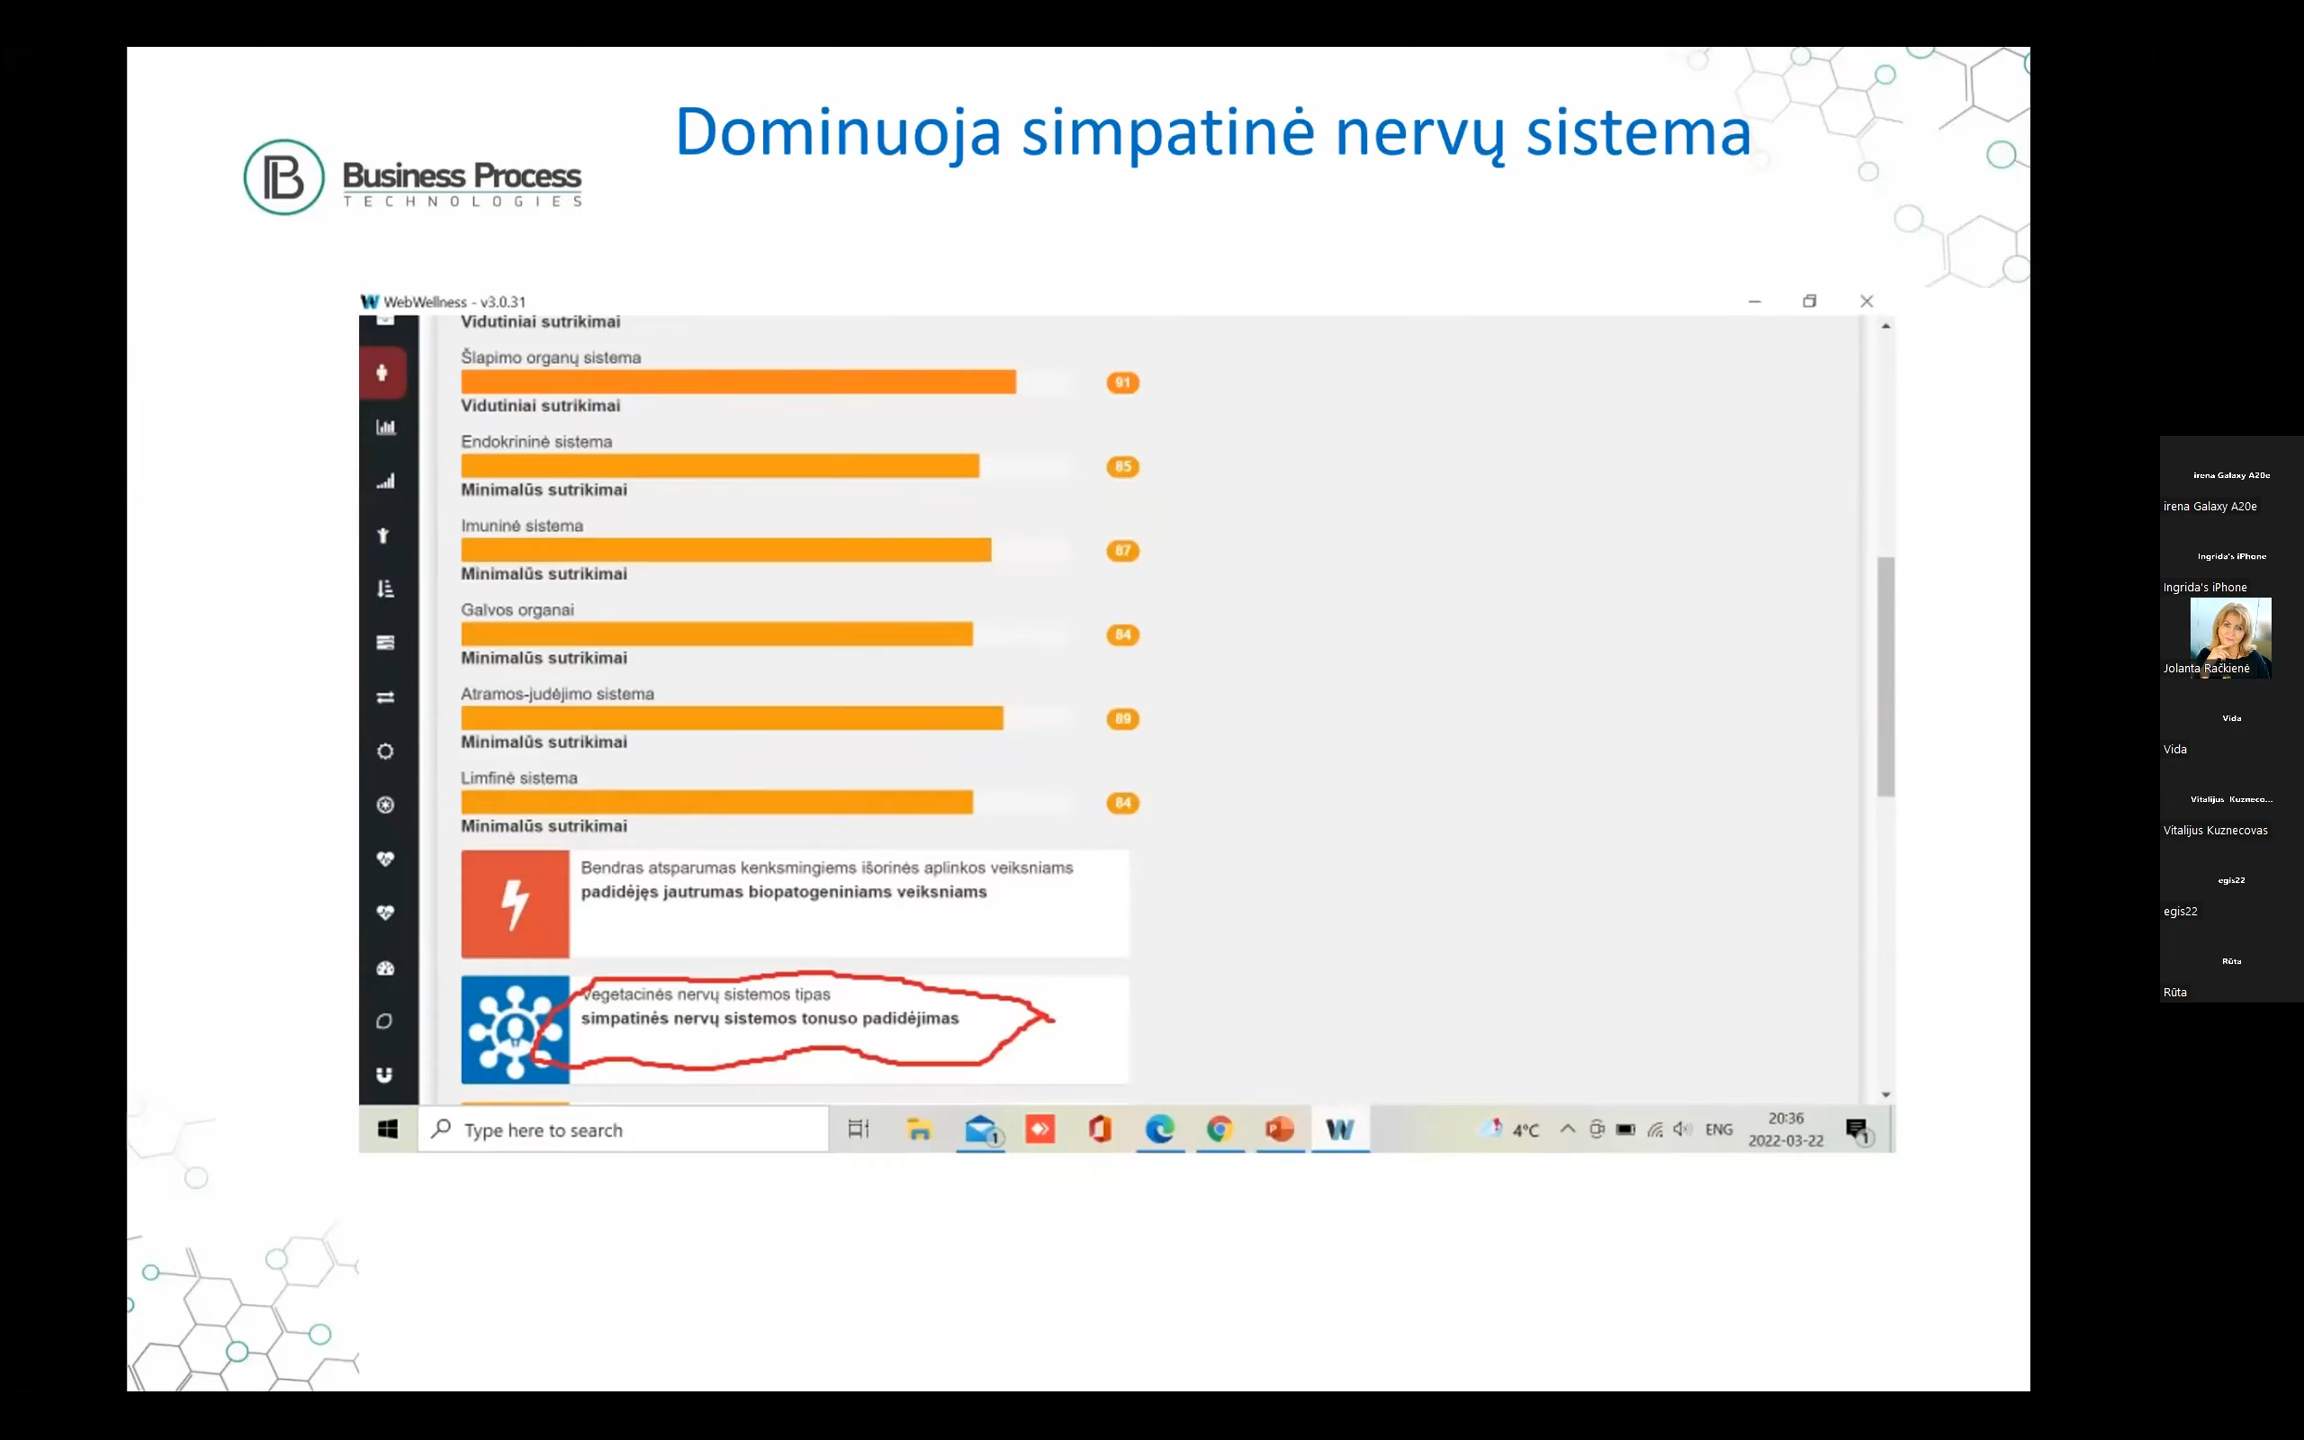 Dominuoja simpatinė nervų sistema
B
Business Process
TECHNOLOGIES
W WebWellness - v3.0.31
Vidutiniai sutrikimai
Šlapimo organų sistema
91
Vidutiniai sutrikimai
Endokrininė sistema
85
Minimalūs sutrikimai
Imuninė sistema
87
Minimalūs sutrikimai
Galvos organai
84
Minimalūs sutrikimai
Atramos-judėjimo sistema
89
Minimalūs sutrikimai
Limfinė sistema
84
Minimalūs sutrikimai
Bendras atsparumas kenksmingiems išorinės aplinkos veiksniams
padidėjęs jautrumas biopatogeniniams veiksniams
Vegetacinės nervų sistemos tipas
simpatinės nervų sistemos tonuso padidėjimas
Type here to search
1
W
4°C
ENG
20:36
2022-03-22
1
irena Galaxy A20e
irena Galaxy A20e
Ingrida's iPhone
Ingrida's iPhone
Jolanta Račkienė
Vida
Vida
Vitalijus Kuzneco...
Vitalijus Kuznecovas
egis22
egis22
Rūta
Rūta